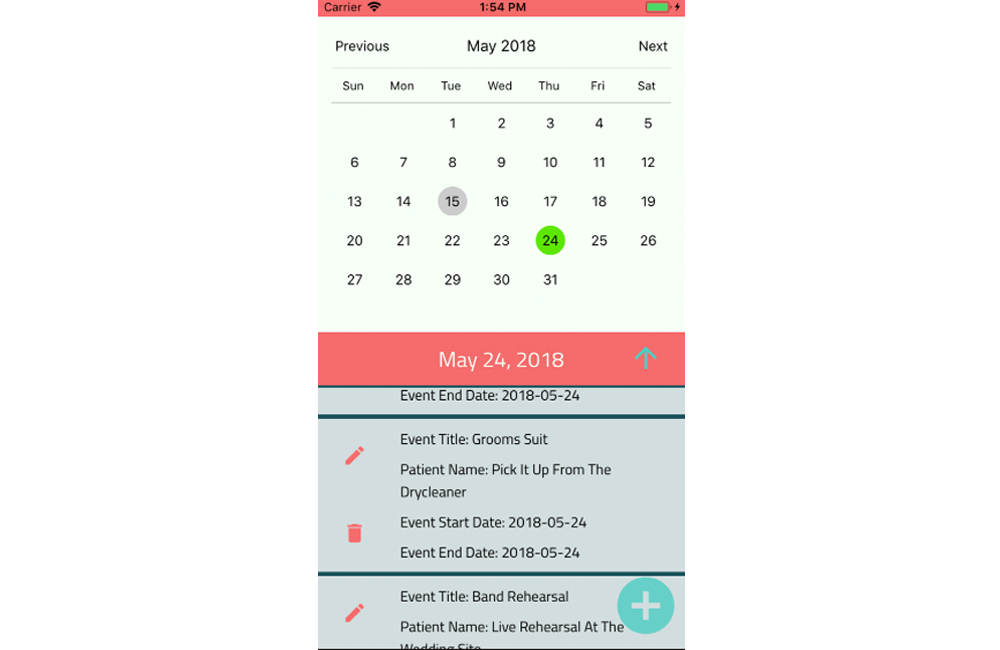 Carrier 1:54 PM
Previous May 2018 Next
Sun Mon Tue Wed Thu Fri Sat
1 2 3 4 5
6 7 8 9 10 11 12
13 14 15 16 17 18 19
20 21 22 23 24 25 26
27 28 29 30 31
May 24, 2018
Event End Date: 2018-05-24
Event Title: Grooms Suit
Patient Name: Pick It Up From The
Drycleaner
Event Start Date: 2018-05-24
Event End Date: 2018-05-24
Event Title: Band Rehearsal
Patient Name: Live Rehearsal At The
Wedding Site